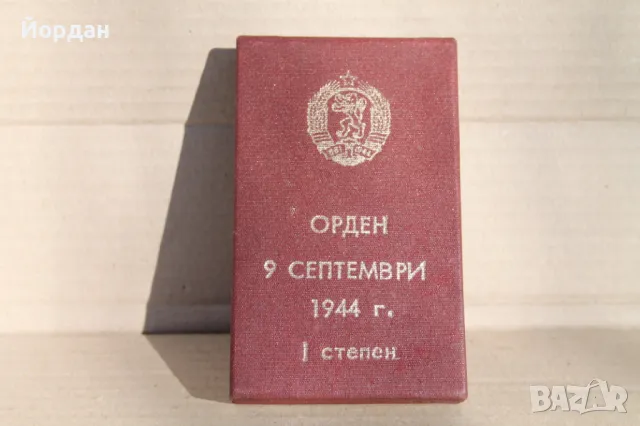 Йордан
ОРДЕН
9 СЕПТЕМВРИ
1944 г.
I степен
BAZAR